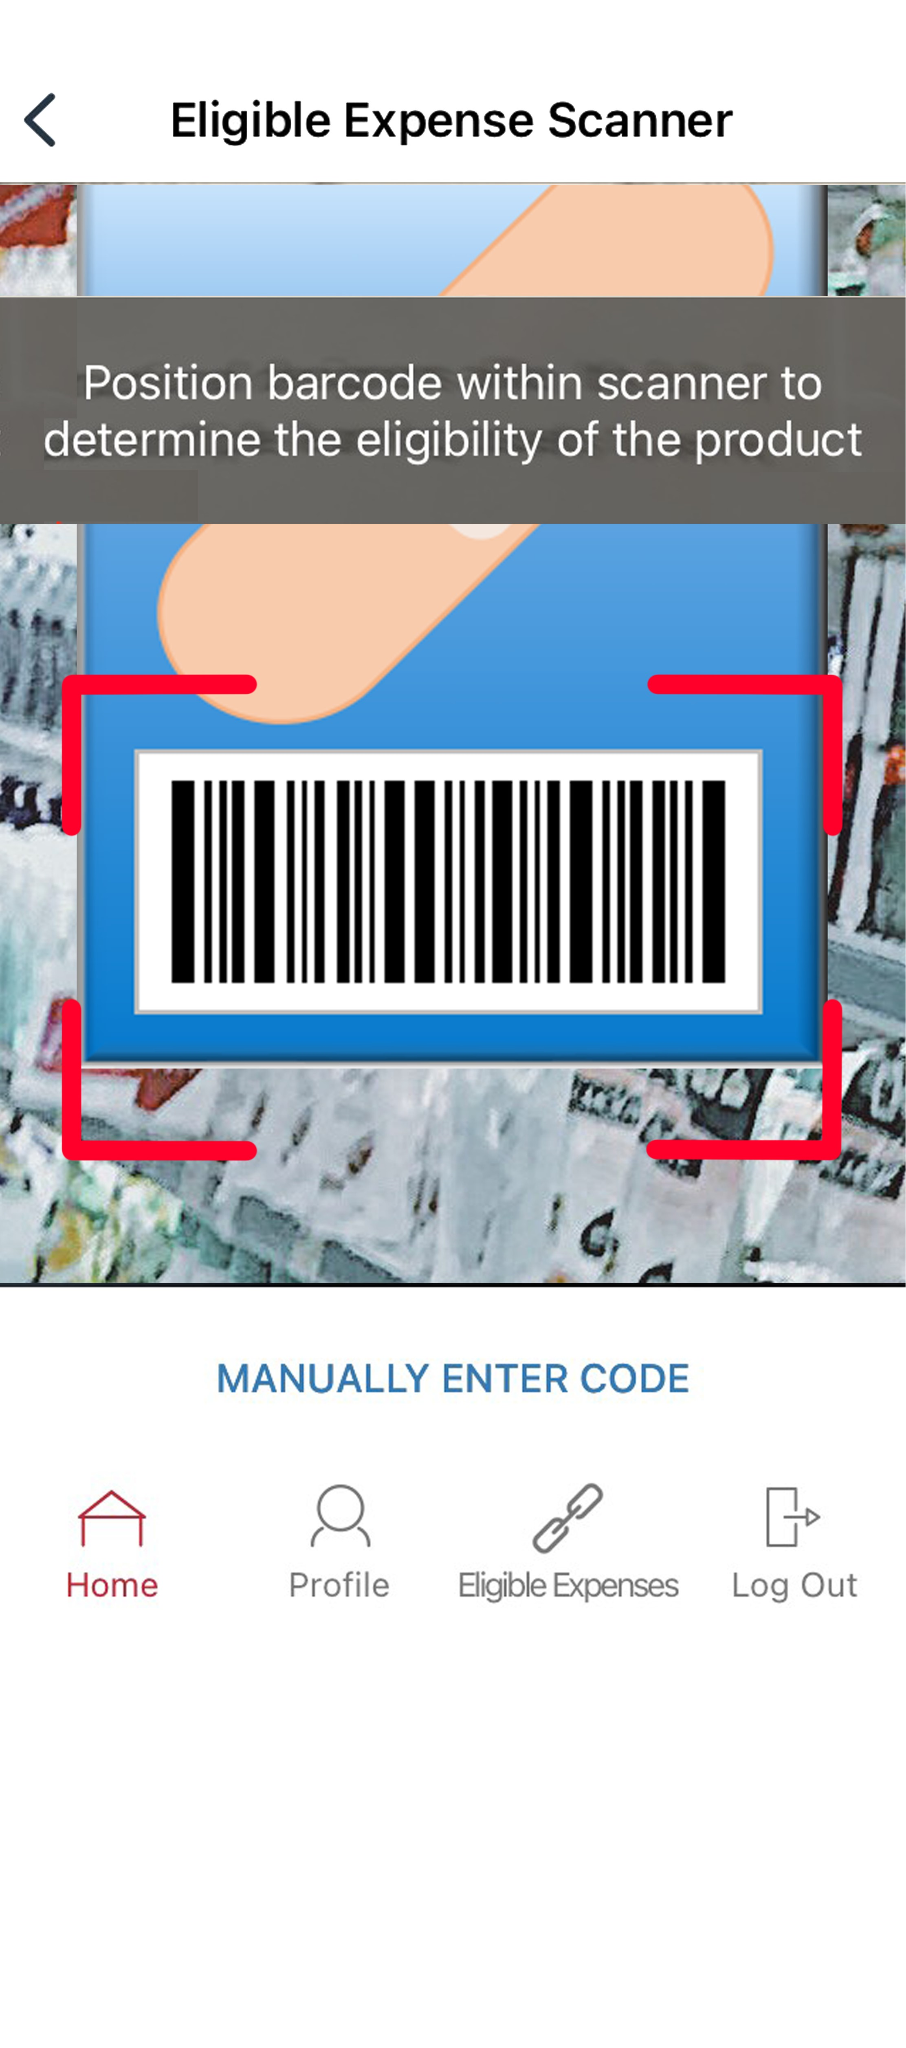 Eligible Expense Scanner
Position barcode within scanner to
determine the eligibility of the product
MANUALLY ENTER CODE
Home
Profile
Eligible Expenses
Log Out